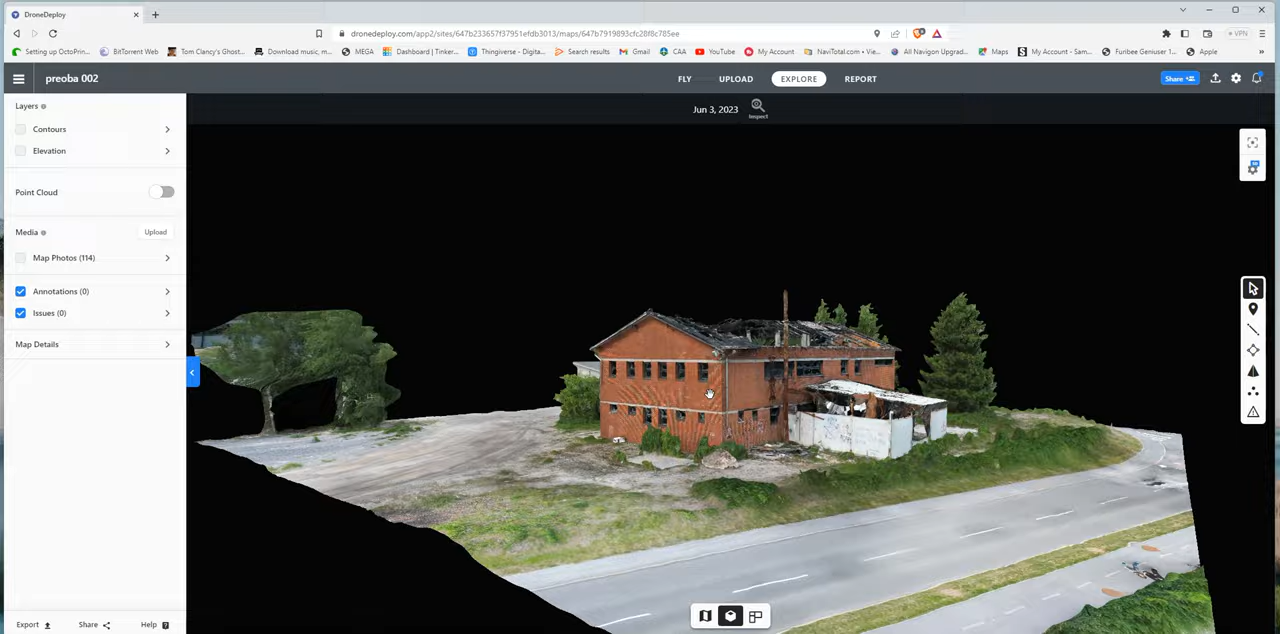 DroneDeploy
dronedeploy.com/app2/sites/647b233657f37951efdb3013/maps/647b7919893cfc28f8c785ee
VPN
Setting up OctoPrin...
BitTorrent Web
Tom Clancy's Ghost...
Download music, m...
MEGA
Dashboard | Tinker...
Thingiverse - Digita...
Search results
Gmail
CAA
YouTube
My Account
NaviTotal.com • Vie...
All Navigon Upgrad...
Maps
My Account - Sam...
Furibee Geniuser 1...
Apple
preoba 002
FLY
UPLOAD
EXPLORE
REPORT
Share
Jun 3, 2023
Inspect
Layers
Contours
Elevation
Point Cloud
Media
Upload
Map Photos (114)
Annotations (0)
Issues (0)
Map Details
Export
Share
Help